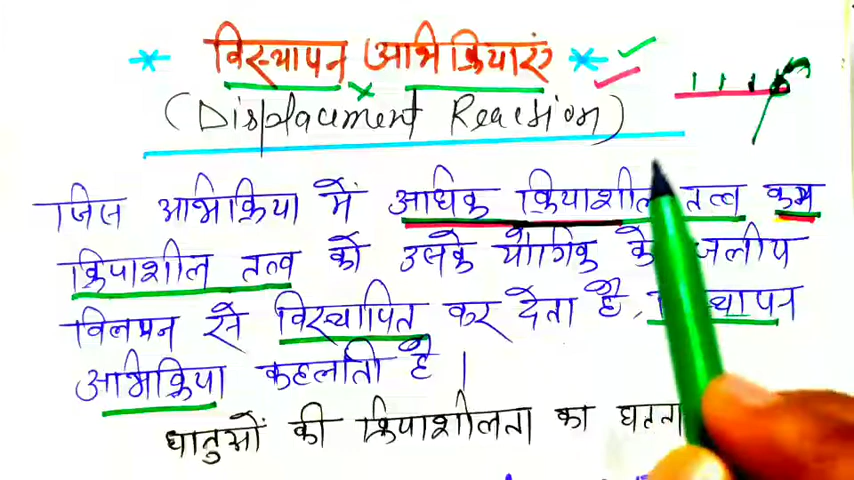 * विस्थापन अभिक्रियाएं *
(Displacement Reaction)
जिस अभिक्रिया में अधिक क्रियाशील तत्व कम
क्रियाशील तत्व को उसके यौगिक के जलीय
विलयन से विस्थापित कर देता है,
अभिक्रिया कहलाती है।
धातुओं की क्रियाशीलता का घटता